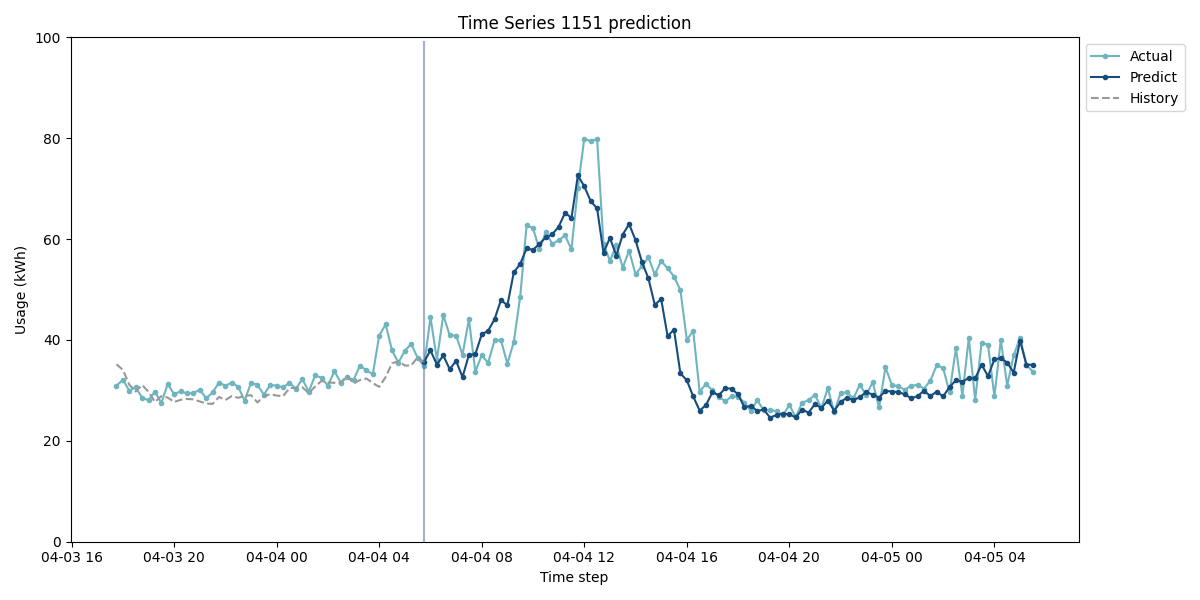 Time Series 1151 prediction
100
80
60
40
20
0
Usage (kWh)
04-03 16
04-03 20
04-04 00
04-04 04
04-04 08
04-04 12
04-04 16
04-04 20
04-05 00
04-05 04
Time step
Actual
Predict
History